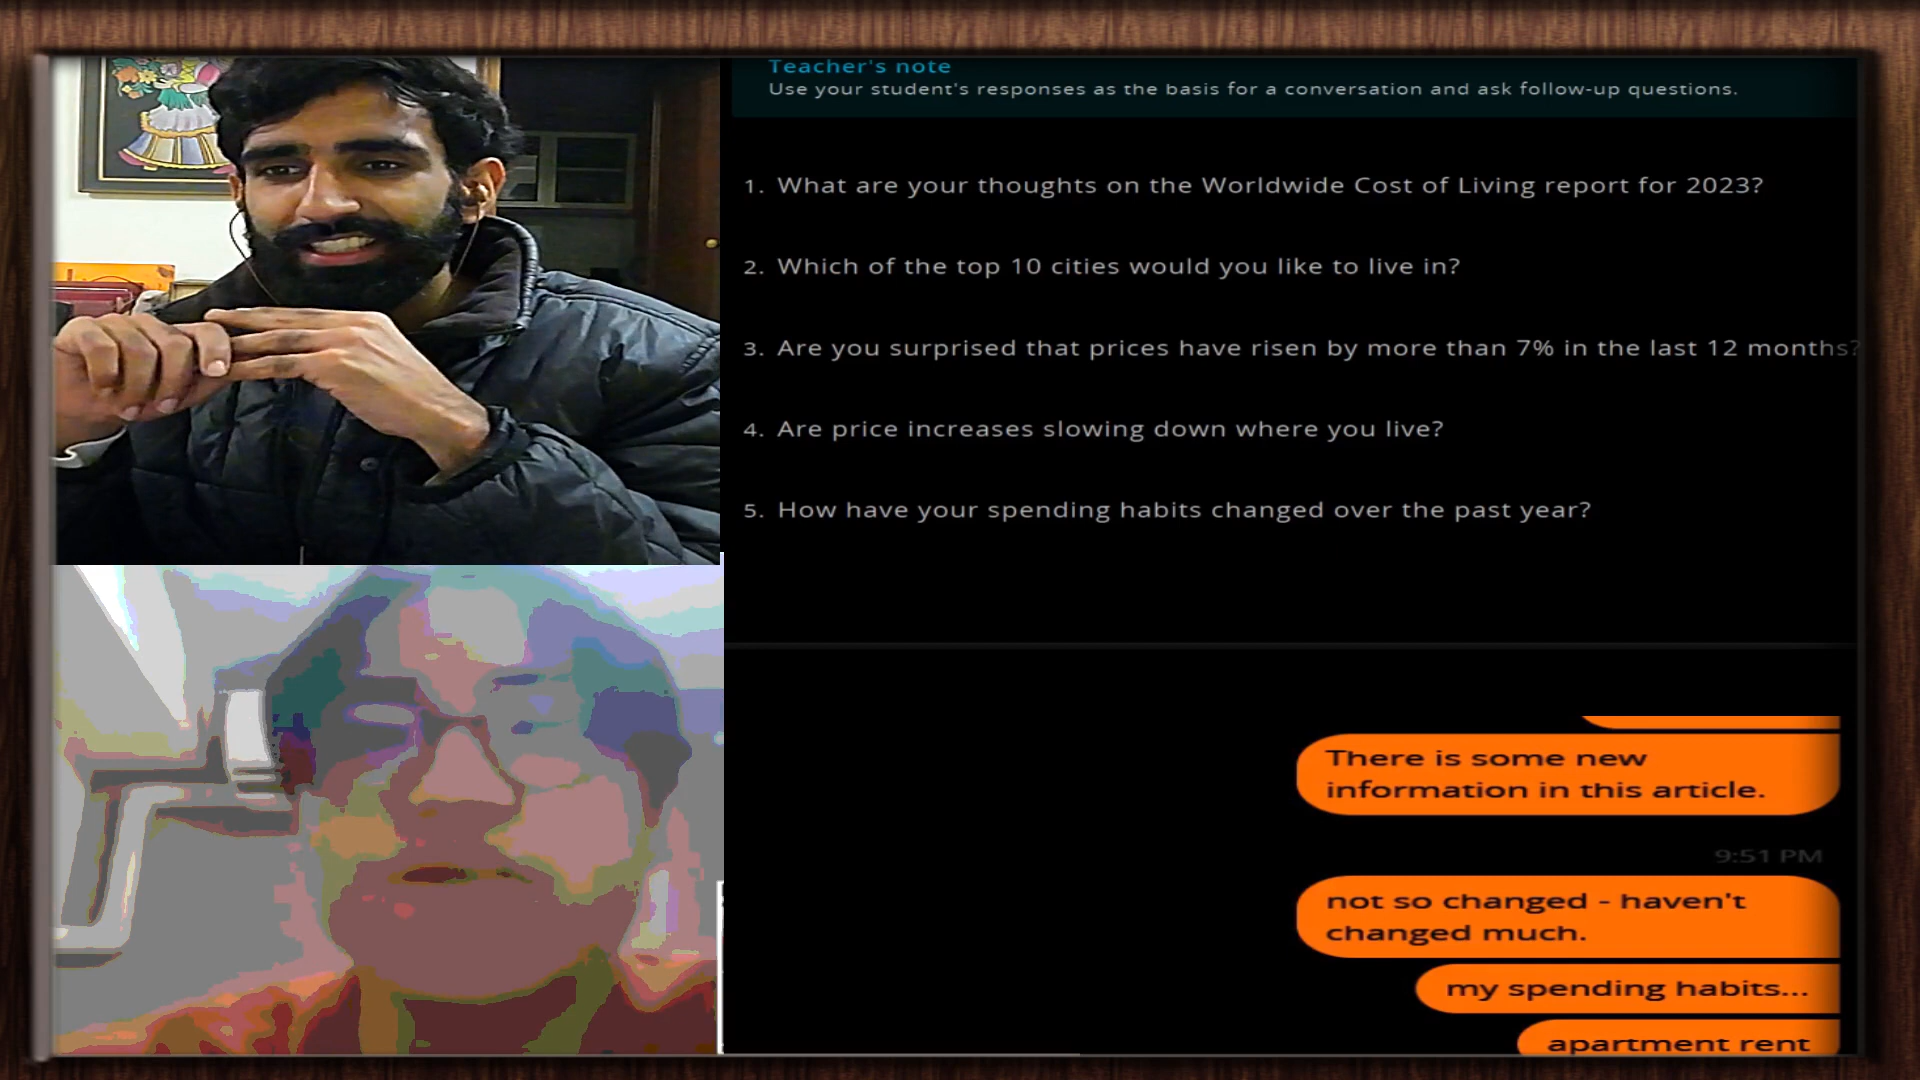 Teacher's note
Use your student's responses as the basis for a conversation and ask follow-up questions.
1. What are your thoughts on the Worldwide Cost of Living report for 2023?
2. Which of the top 10 cities would you like to live in?
3. Are you surprised that prices have risen by more than 7% in the last 12 months?
4. Are price increases slowing down where you live?
5. How have your spending habits changed over the past year?
There is some new
information in this article.
9:51 PM
not so changed - haven't
changed much.
my spending habits...
apartment rent